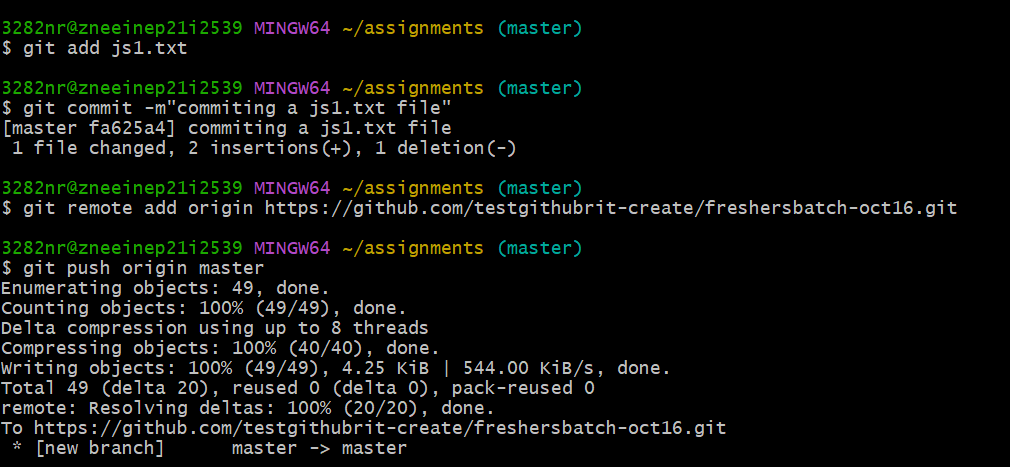 3282nr@zneeinep21i2539 MINGW64 ~/assignments (master)
$ git add js1.txt
3282nr@zneeinep21i2539 MINGW64 ~/assignments (master)
$ git commit -m"commiting a js1.txt file"
[master fa625a4] commiting a js1.txt file
 1 file changed, 2 insertions(+), 1 deletion(-)
3282nr@zneeinep21i2539 MINGW64 ~/assignments (master)
$ git remote add origin https://github.com/testgithubrit-create/freshersbatch-oct16.git
3282nr@zneeinep21i2539 MINGW64 ~/assignments (master)
$ git push origin master
Enumerating objects: 49, done.
Counting objects: 100% (49/49), done.
Delta compression using up to 8 threads
Compressing objects: 100% (40/40), done.
Writing objects: 100% (49/49), 4.25 KiB | 544.00 KiB/s, done.
Total 49 (delta 20), reused 0 (delta 0), pack-reused 0
remote: Resolving deltas: 100% (20/20), done.
To https://github.com/testgithubrit-create/freshersbatch-oct16.git
 * [new branch]      master -> master